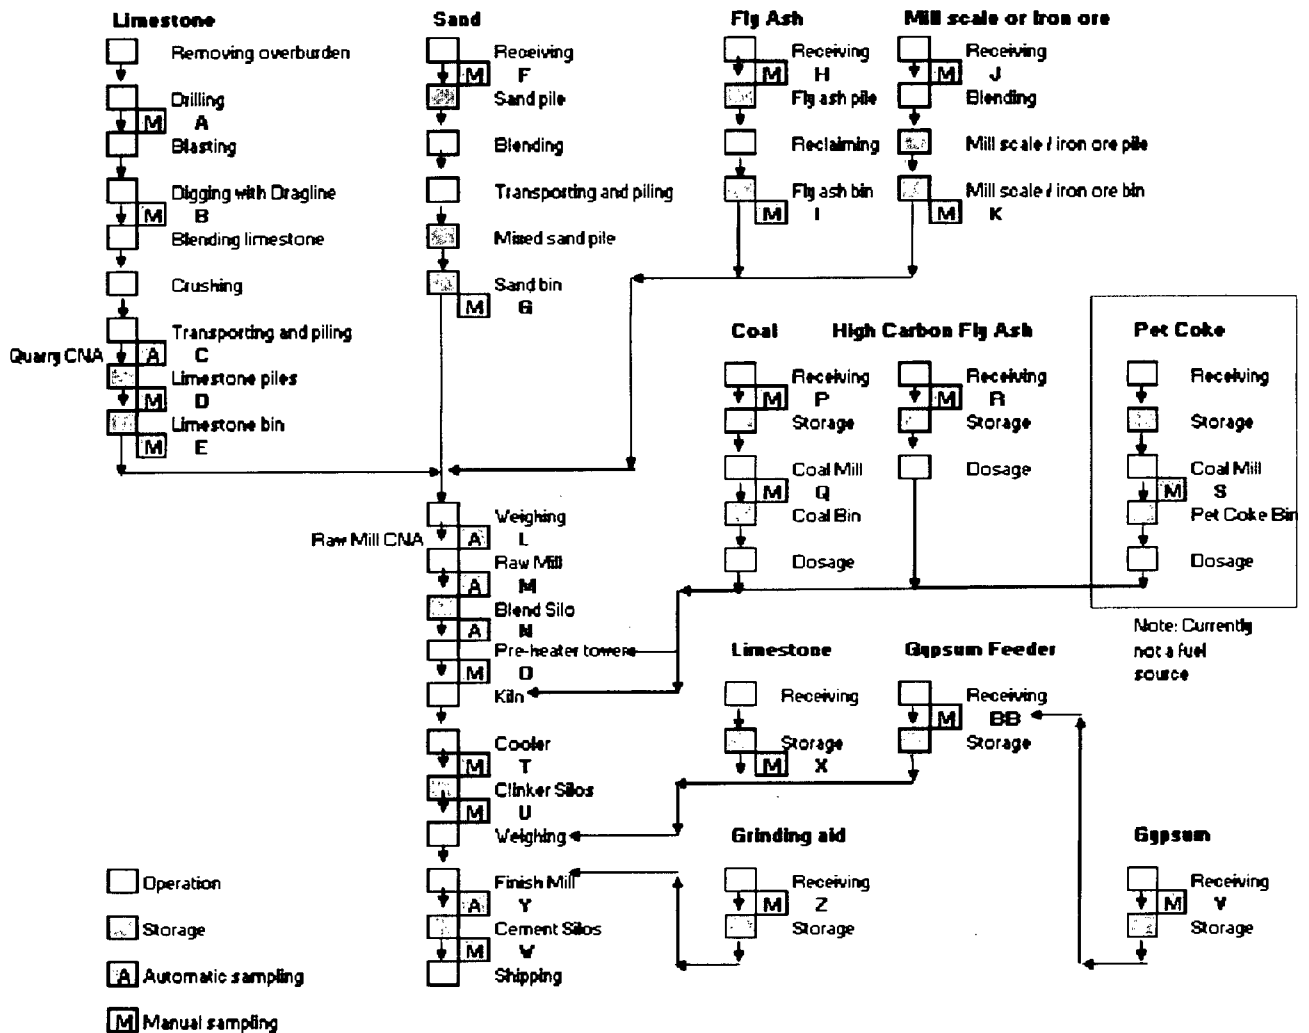 Limestone
Removing overburden
Drilling
M A
Blasting
Digging with Dragline
M B
Blending limestone
Crushing
Transporting and piling
Quarry CNA A C
Limestone piles
M D
Limestone bin
M E
Sand
Receiving
M F
Sand pile
Blending
Transporting and piling
Mixed sand pile
Sand bin
M G
Fly Ash
Receiving
M H
Fly ash pile
Reclaiming
Fly ash bin
M I
Mill scale or Iron ore
Receiving
M J
Blending
Mill scale / iron ore pile
Mill scale / iron ore bin
M K
Coal
Receiving
M P
Storage
Coal Mill
M Q
Coal Bin
Dosage
High Carbon Fly Ash
Receiving
M R
Storage
Dosage
Pet Coke
Receiving
Storage
Coal Mill
M S
Pet Coke Bin
Dosage
Note: Currently
not a fuel
source
Weighing
Raw Mill CNA A L
Raw Mill
A M
Blend Silo
A N
Pre-heater tower
M O
Kiln
Cooler
M T
Clinker Silos
M U
Weighing
Finish Mill
A Y
Cement Silos
M W
Shipping
Limestone
Receiving
Storage
M X
Gypsum Feeder
Receiving
M BB
Storage
Grinding aid
Receiving
M Z
Storage
Gypsum
Receiving
M V
Storage
Operation
Storage
A Automatic sampling
M Manual sampling